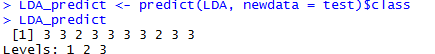 > LDA_predict <- predict(LDA, newdata = test)$class
> LDA_predict
 [1] 3 3 2 3 3 3 3 2 3 3
Levels: 1 2 3